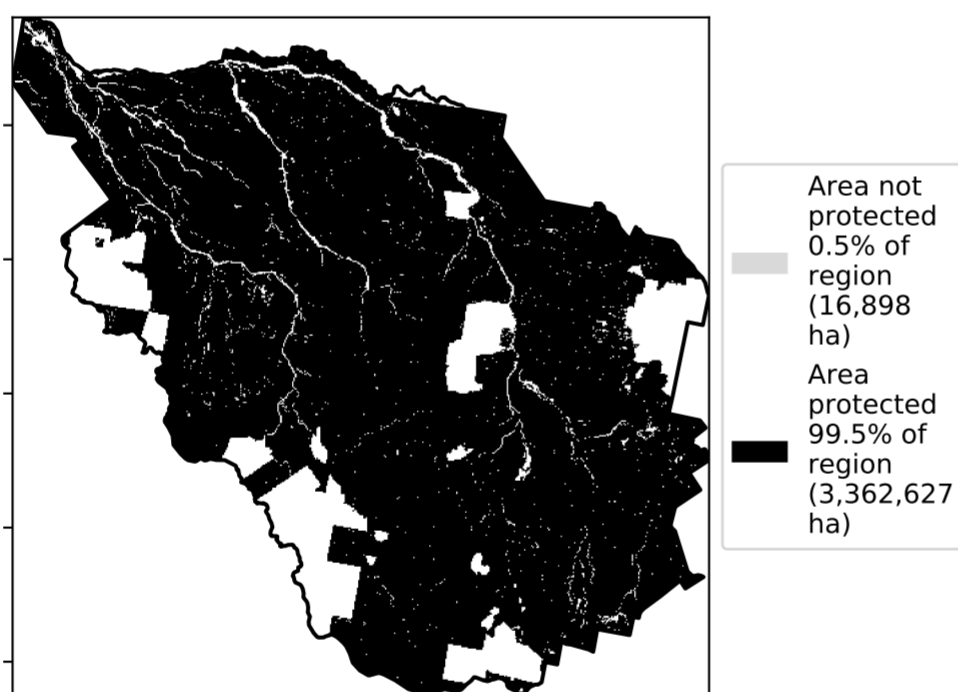 Area not
protected
0.5% of
region
(16,898
ha)
Area
protected
99.5% of
region
(3,362,627
ha)